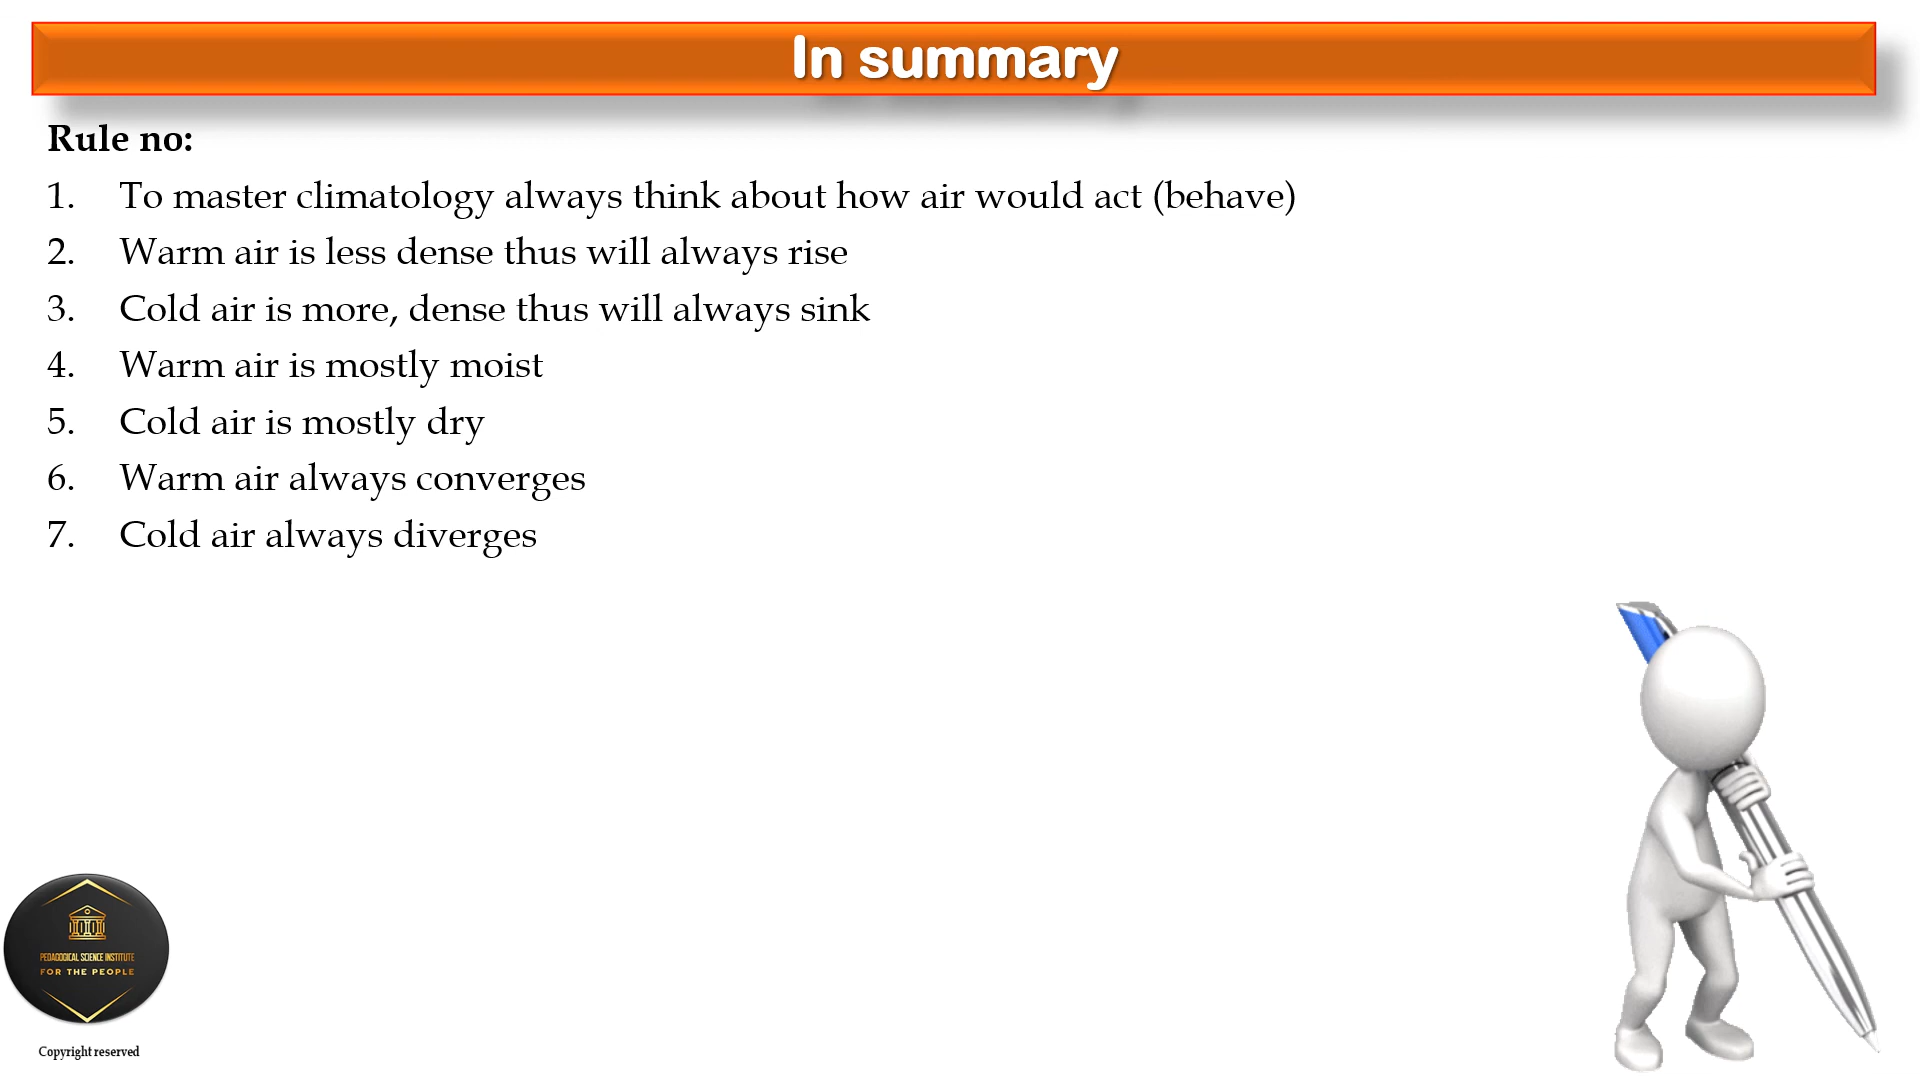 In summary
Rule no:
1. To master climatology always think about how air would act (behave)
2. Warm air is less dense thus will always rise
3. Cold air is more, dense thus will always sink
4. Warm air is mostly moist
5. Cold air is mostly dry
6. Warm air always converges
7. Cold air always diverges
PEDAGOGICAL SCIENCE INSTITUTE
FOR THE PEOPLE
Copyright reserved